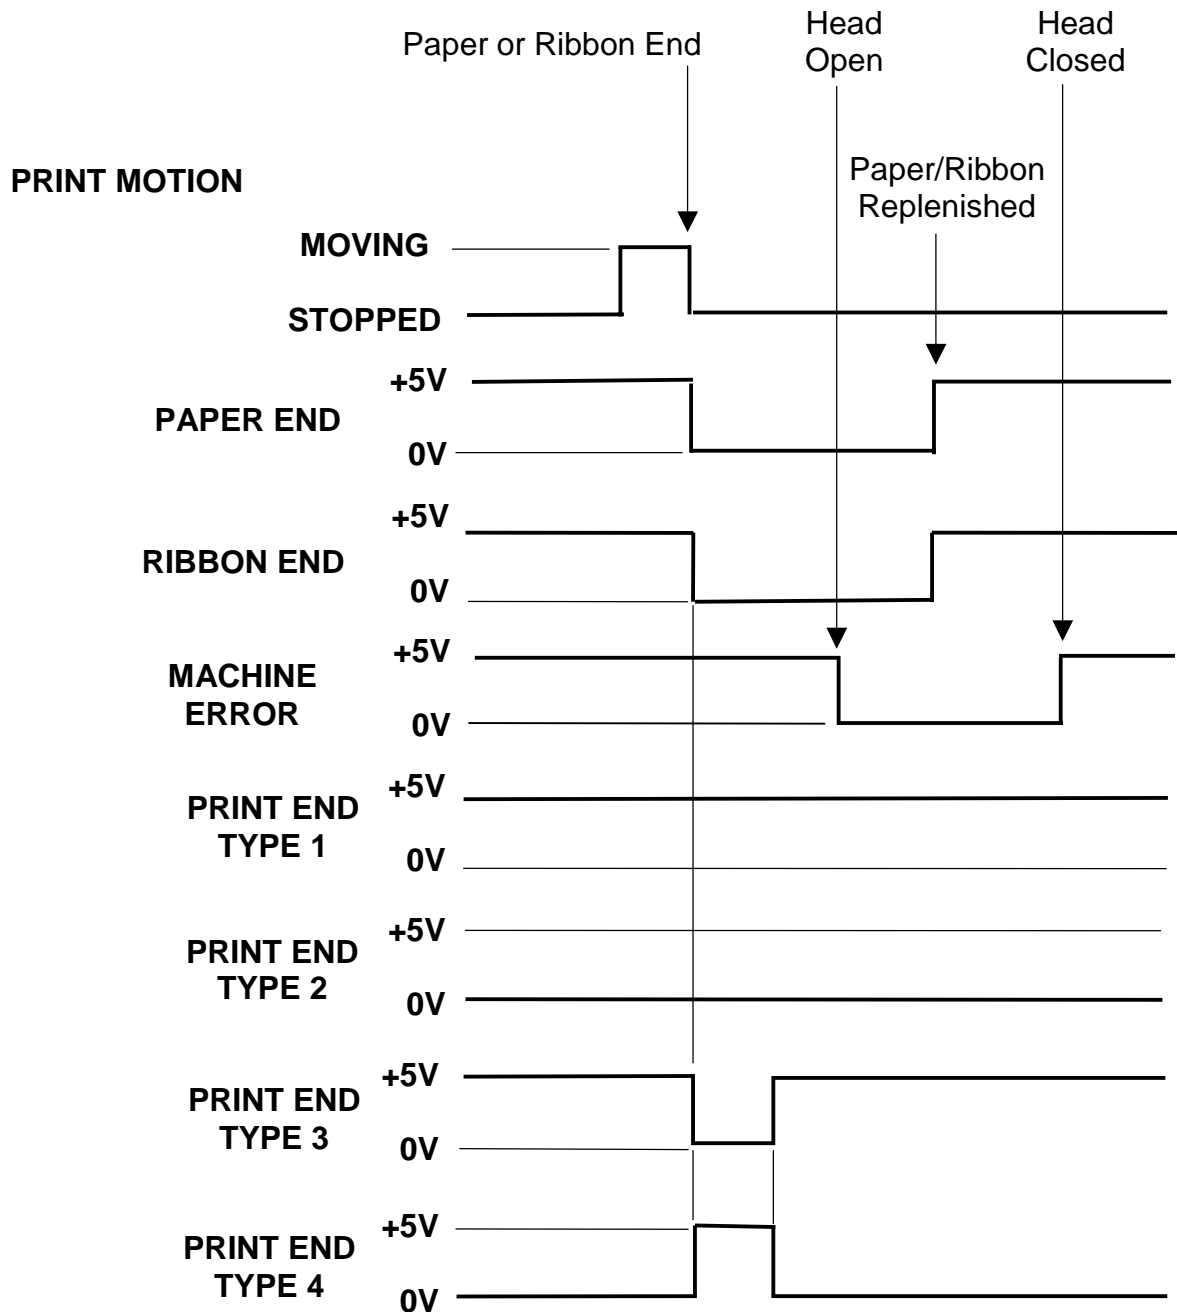 Paper or Ribbon End
Head
Open
Head
Closed
PRINT MOTION
Paper/Ribbon
Replenished
MOVING
STOPPED
+5V
PAPER END
0V
+5V
RIBBON END
0V
+5V
MACHINE
ERROR
0V
+5V
PRINT END
TYPE 1
0V
+5V
PRINT END
TYPE 2
0V
+5V
PRINT END
TYPE 3
0V
+5V
PRINT END
TYPE 4
0V